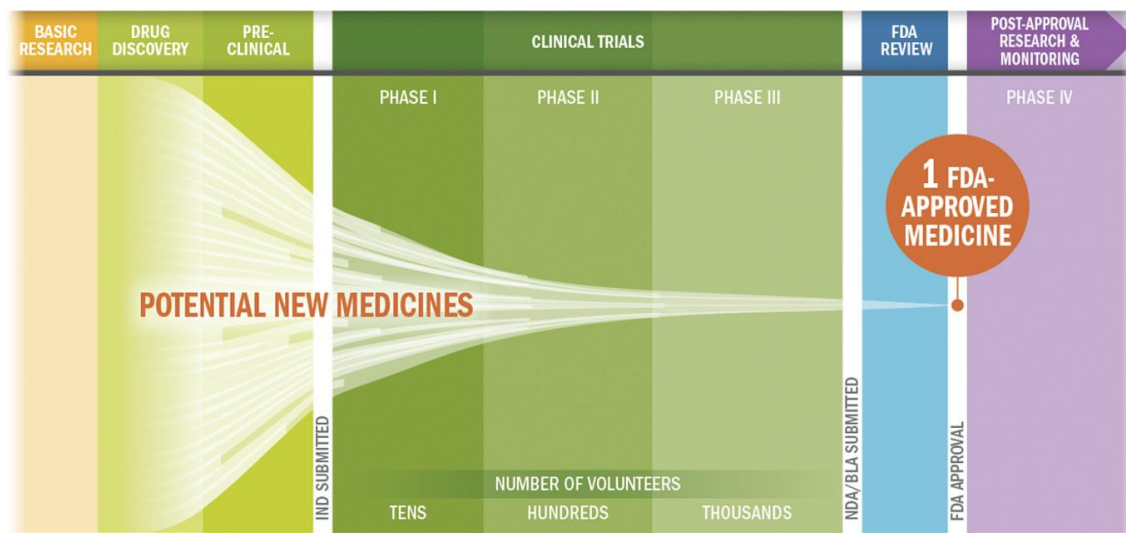 BASIC
RESEARCH
DRUG
DISCOVERY
PRE-
CLINICAL
CLINICAL TRIALS
FDA
REVIEW
POST-APPROVAL
RESEARCH &
MONITORING
PHASE I
PHASE II
PHASE III
PHASE IV
1 FDA-
APPROVED
MEDICINE
POTENTIAL NEW MEDICINES
IND SUBMITTED
NDA/BLA SUBMITTED
FDA APPROVAL
NUMBER OF VOLUNTEERS
TENS
HUNDREDS
THOUSANDS